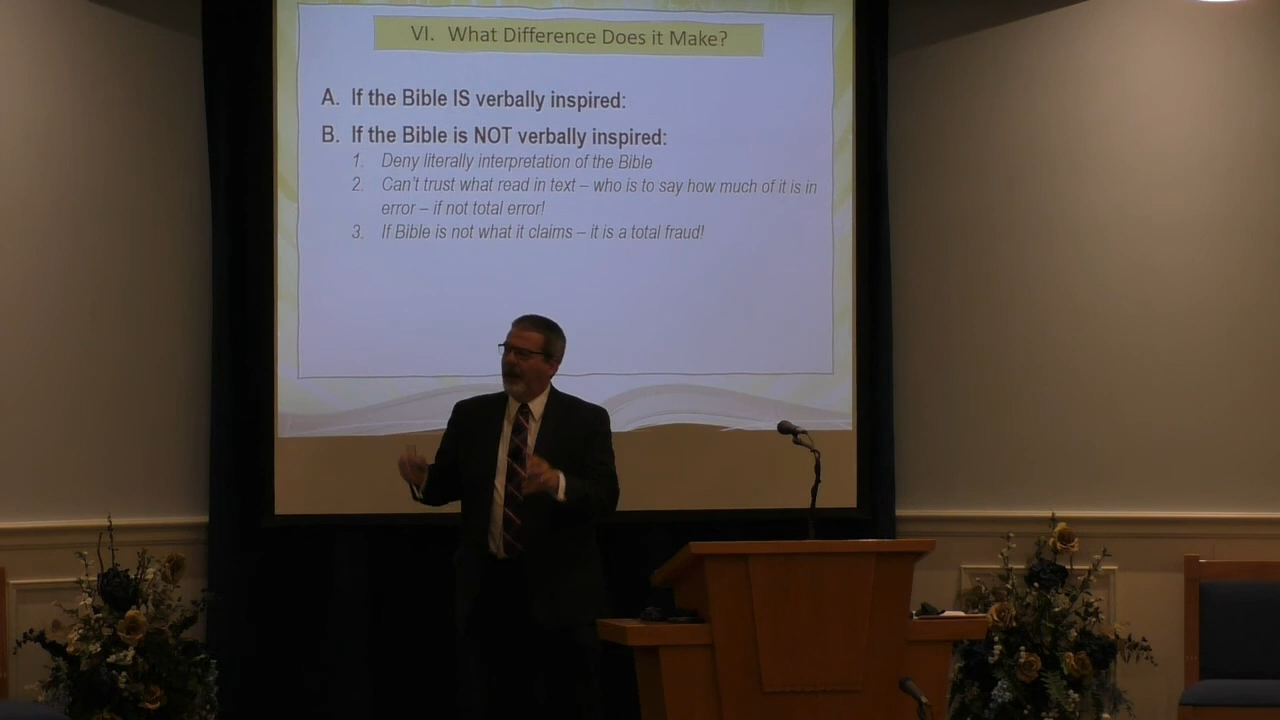 VI. What Difference Does it Make?
A. If the Bible IS verbally inspired:
B. If the Bible is NOT verbally inspired:
1. Deny literally interpretation of the Bible
2. Can't trust what read in text – who is to say how much of it is in
error – if not total error!
3. If Bible is not what it claims – it is a total fraud!